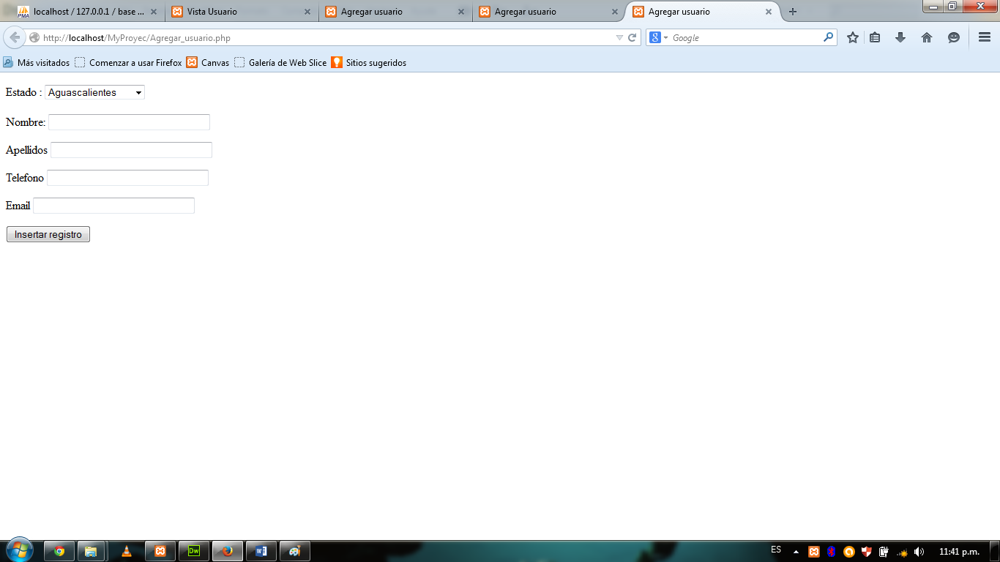 localhost / 127.0.0.1 / base ...
Vista Usuario
Agregar usuario
Agregar usuario
Agregar usuario
http://localhost/MyProyec/Agregar_usuario.php
Google
Más visitados
Comenzar a usar Firefox
Canvas
Galería de Web Slice
Sitios sugeridos
Estado : Aguascalientes
Nombre:
Apellidos
Telefono
Email
Insertar registro
ES
11:41 p.m.